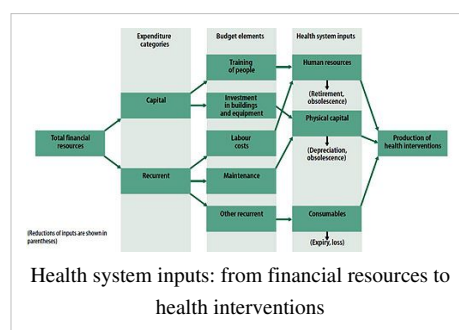 Expenditure
categories
Budget elements
Health system inputs
Training
of people
Human resources
(Retirement,
obsolescence)
Capital
Investment
in buildings
and equipment
Physical capital
Total financial
resources
Labour
costs
(Depreciation,
obsolescence)
Production of
health interventions
Recurrent
Maintenance
Other recurrent
Consumables
(Reductions of inputs are shown in
parentheses)
(Expiry, loss)
Health system inputs: from financial resources to
health interventions